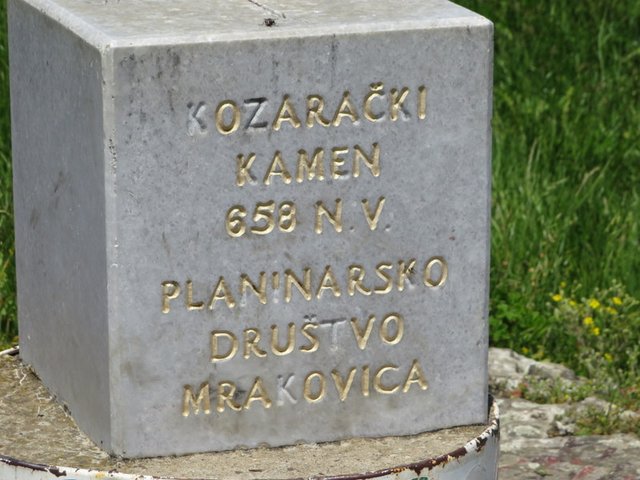 KOZARAČKI
KAMEN
658 N.V.
PLANINARSKO
DRUŠTVO
MRAKOVICA